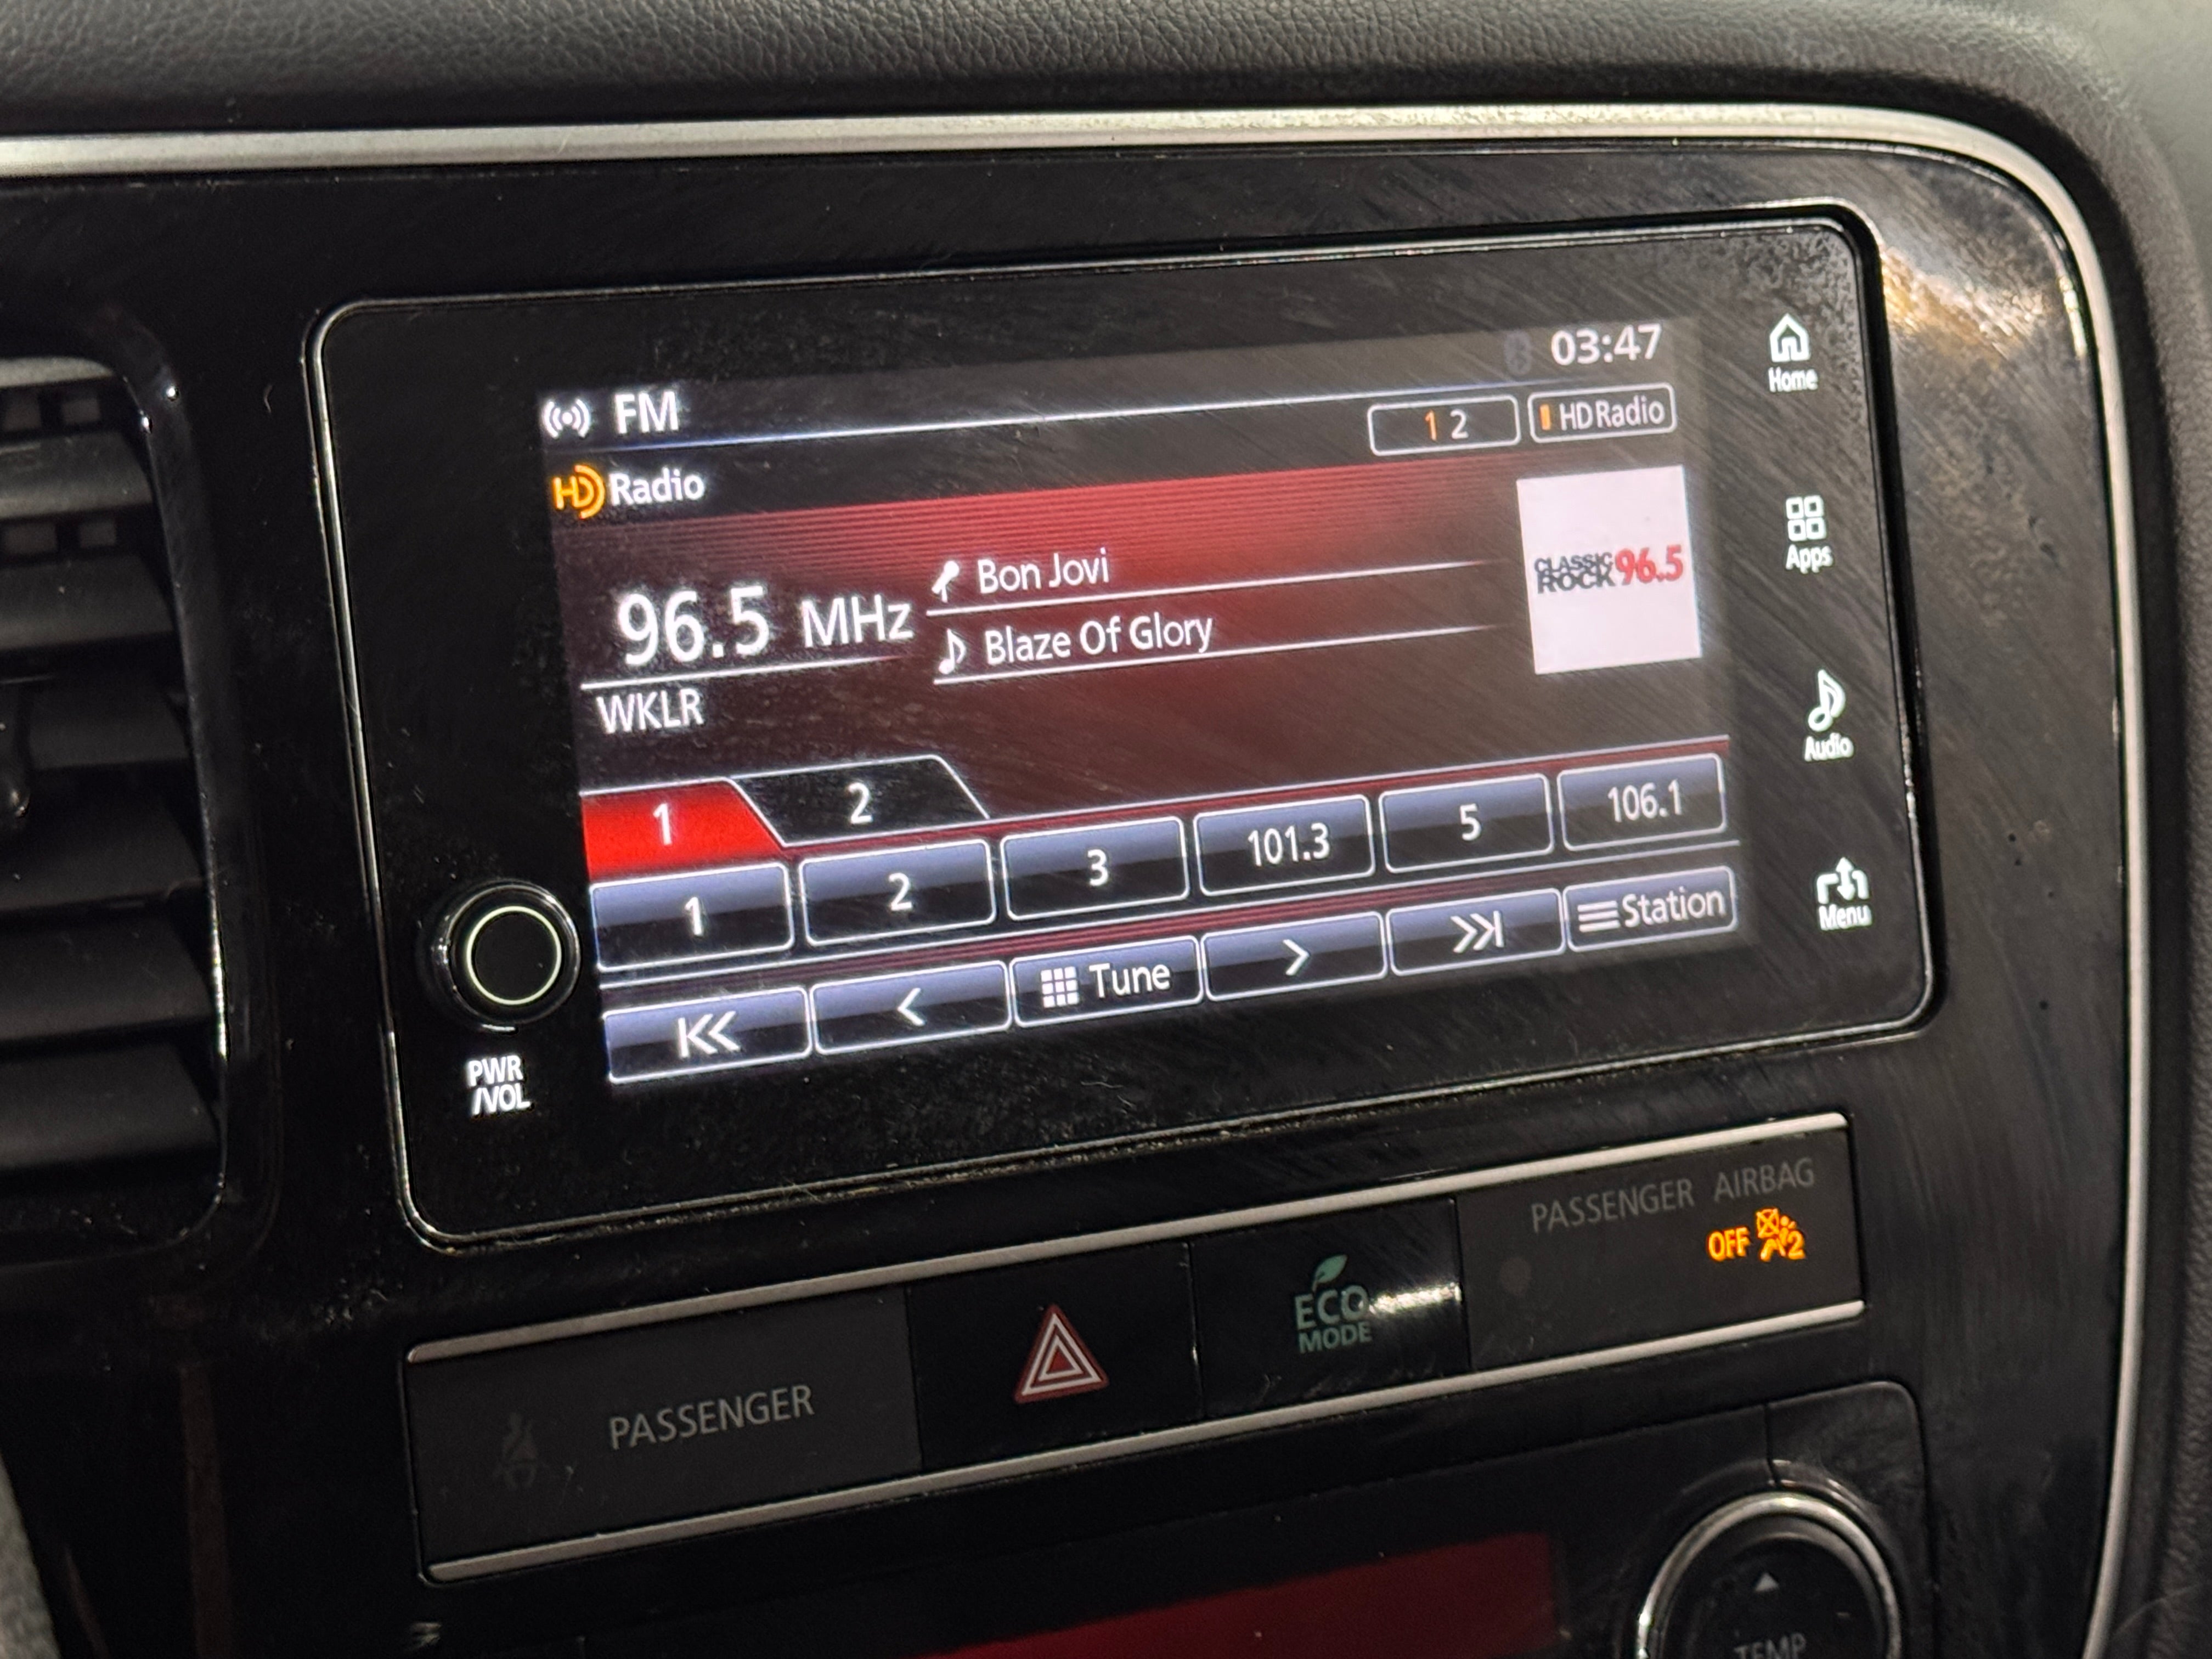 03:47
FM
1 2
HD Radio
HD Radio
96.5 MHz
Bon Jovi
Blaze Of Glory
CLASSIC ROCK 96.5
WKLR
1
2
1
2
3
101.3
5
106.1
Tune
Station
Home
Apps
Audio
Menu
PWR
/VOL
PASSENGER AIRBAG
OFF 2
PASSENGER
ECO
MODE
TEMP